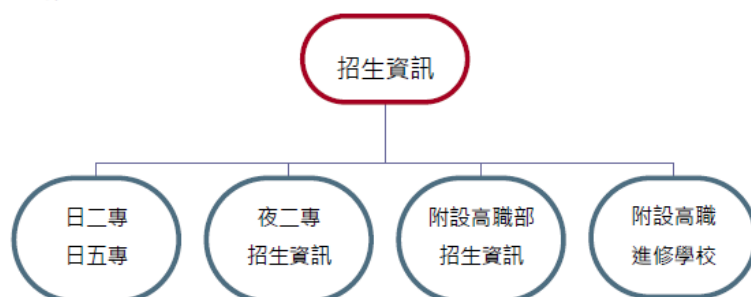 招生資訊
日二專
日五專
夜二專
招生資訊
附設高職部
招生資訊
附設高職
進修學校